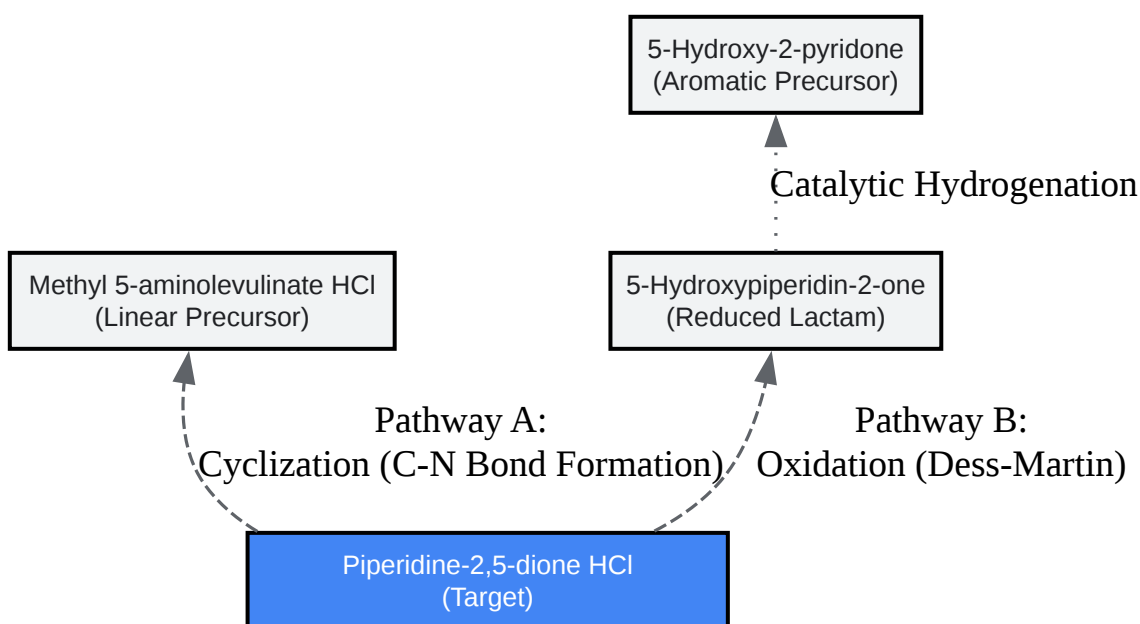 5-Hydroxy-2-pyridone
(Aromatic Precursor)
Catalytic Hydrogenation
Methyl 5-aminolevulinate HCl
(Linear Precursor)
5-Hydroxypiperidin-2-one
(Reduced Lactam)
Pathway A:
Cyclization (C-N Bond Formation)
Pathway B:
Oxidation (Dess-Martin)
Piperidine-2,5-dione HCl
(Target)